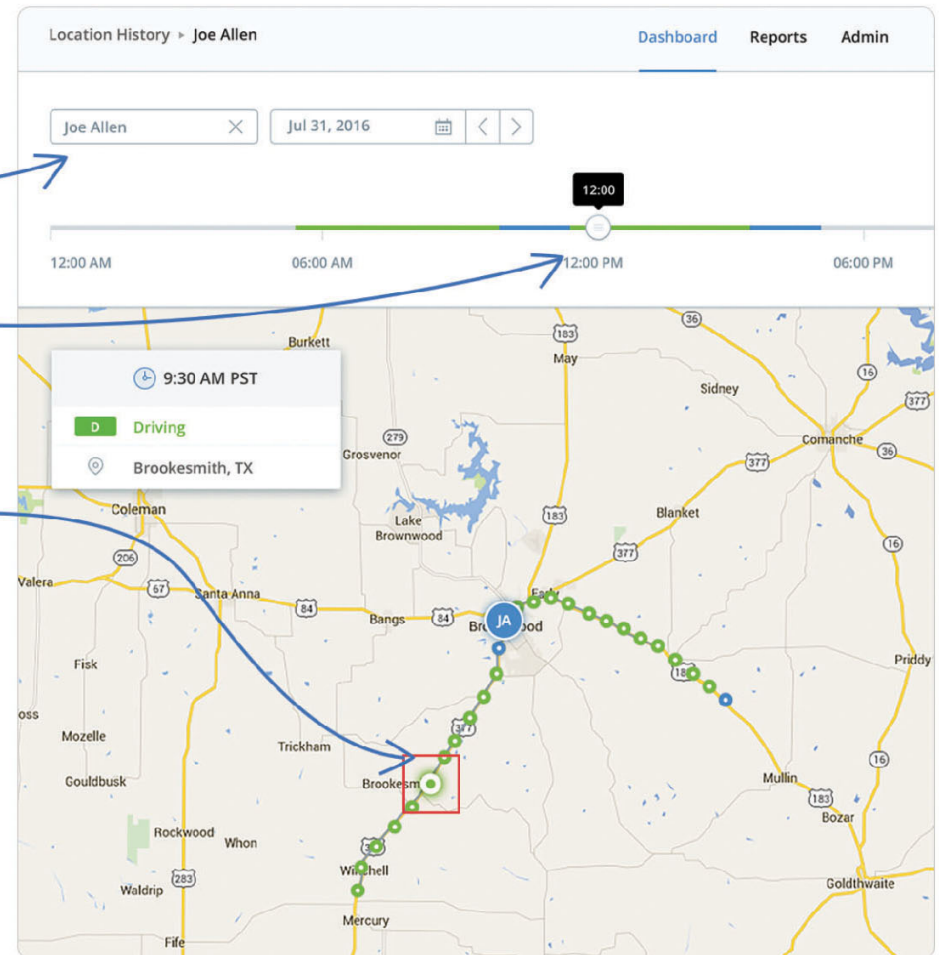 Location History ▸ Joe Allen
Dashboard Reports Admin
Joe Allen
Jul 31, 2016
12:00
12:00 AM 06:00 AM 12:00 PM 06:00 PM
9:30 AM PST
D Driving
Brookesmith, TX
Burkett
183
36
May
16
Sidney
377
279
Grosvenor
Comanche
36
377
Coleman
Lake
Brownwood
183
Blanket
206
377
16
Valera
67
Santa Anna
84
Bangs
84
JA
Fisk
Priddy
Mozelle
377
Trickham
16
Gouldbusk
Mullin
183
Bozar
Rockwood
Whon
283
Waldrip
Goldthwaite
Mercury
Fife